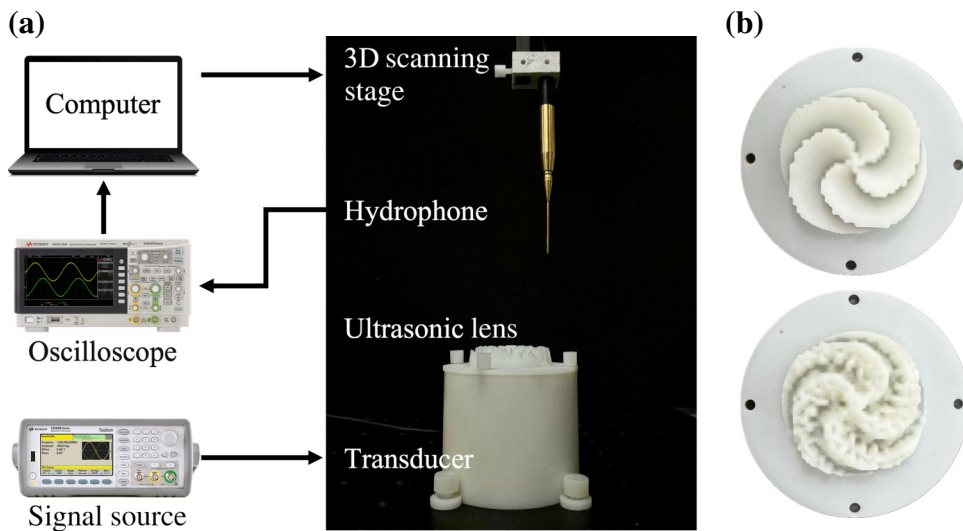 (a)
(b)
Computer
3D scanning
stage
Hydrophone
Oscilloscope
Ultrasonic lens
Transducer
Signal source